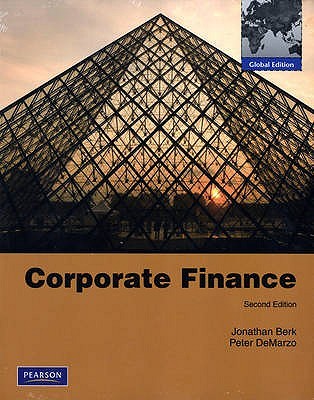 Global Edition
Corporate Finance
Second Edition
Jonathan Berk
Peter DeMarzo
PEARSON